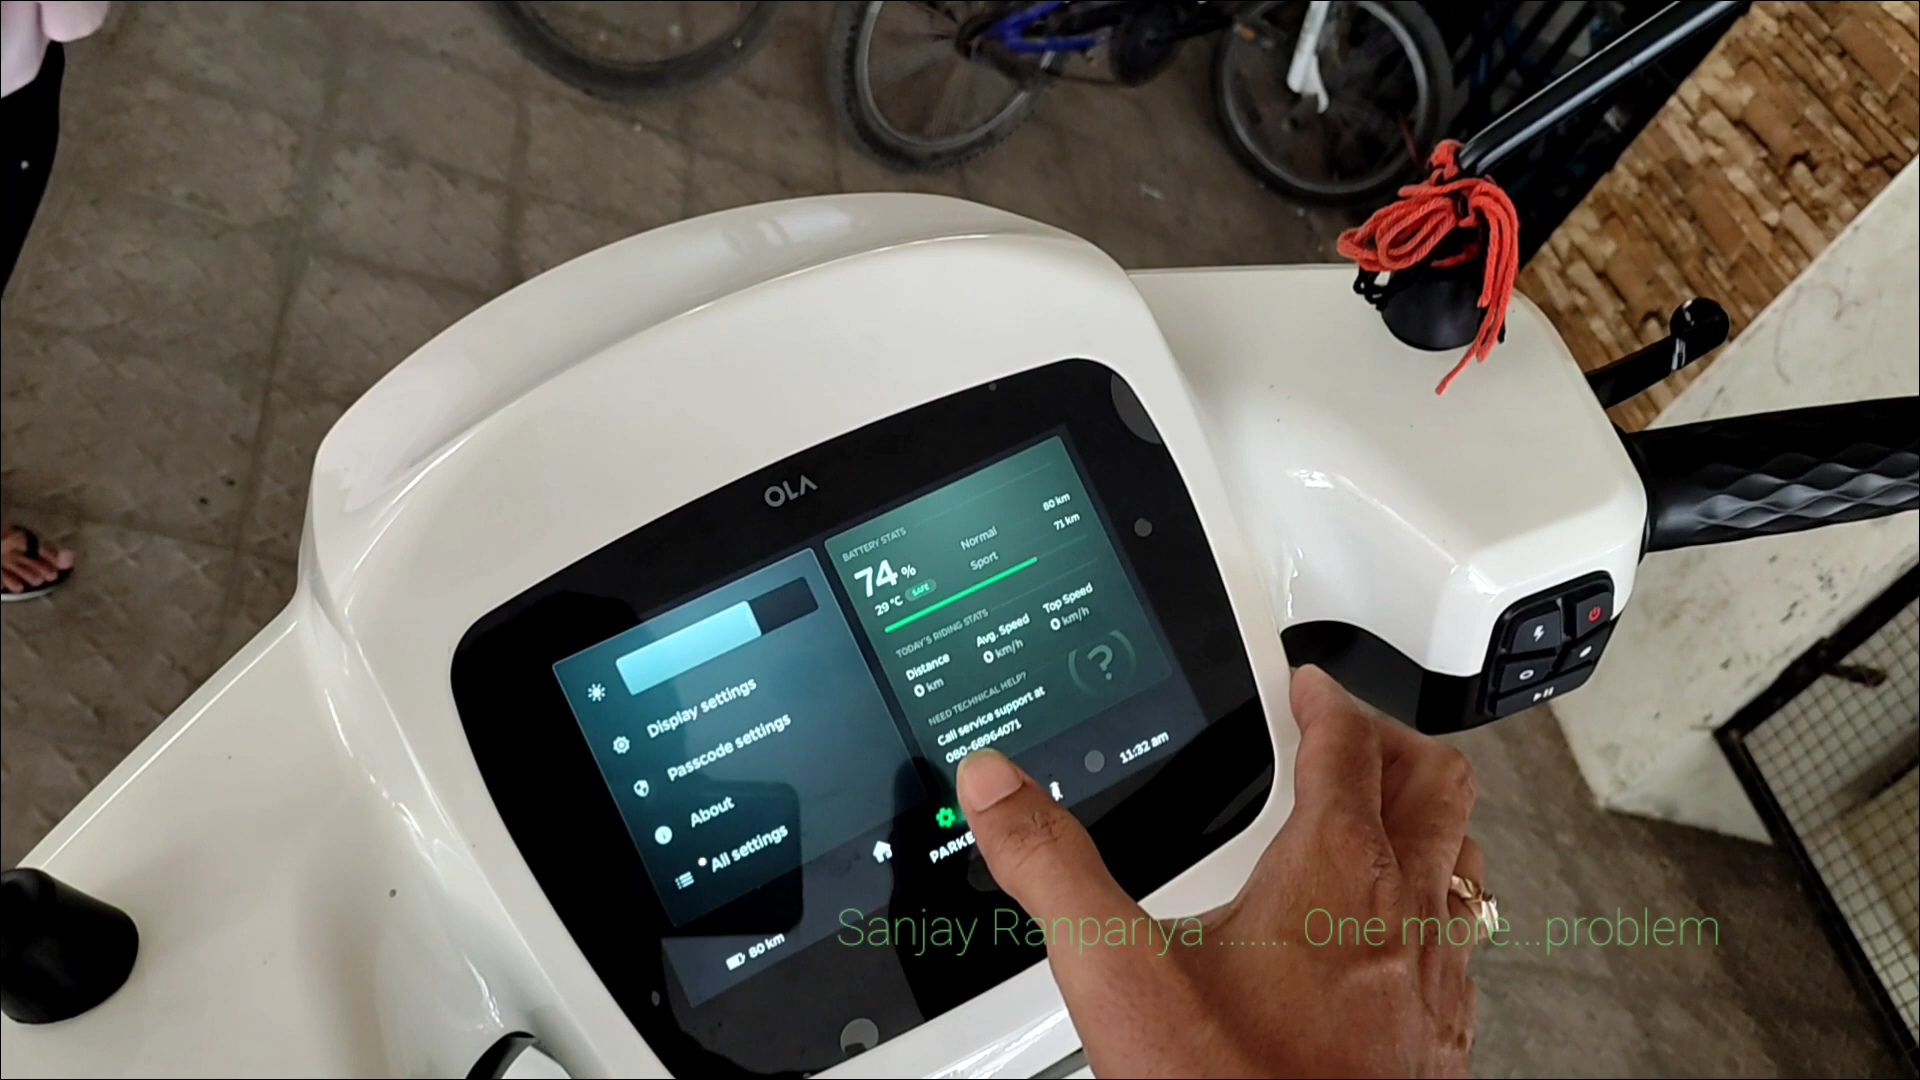 OLA
BATTERY STATS
74 %
29 °C SAFE
Normal 80 km
Sport 71 km
TODAY'S RIDING STATS
Distance
0 km
Avg. Speed
0 km/h
Top Speed
0 km/h
NEED TECHNICAL HELP?
Call service support at
080-68964071
?
Display settings
Passcode settings
About
All settings
11:32 am
80 km
Sanjay Ranpariya ....... One more...problem